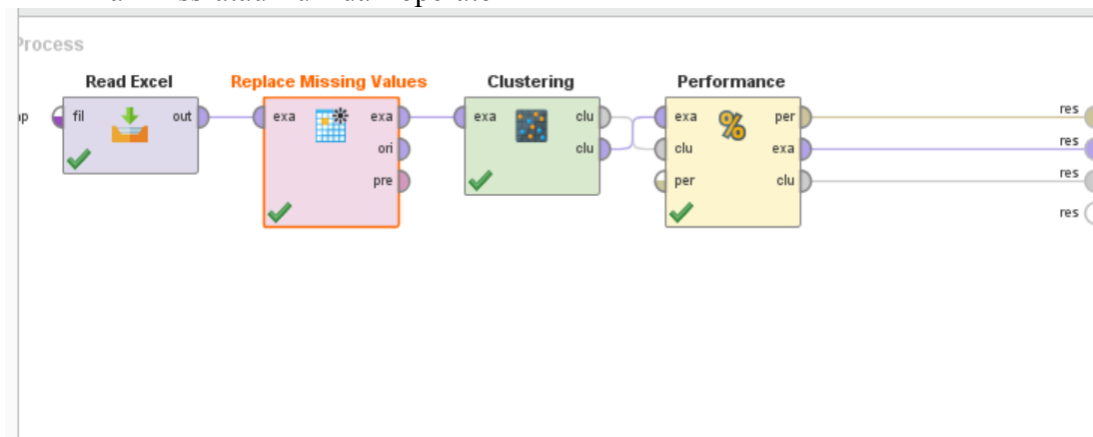 Process
Read Excel
Replace Missing Values
Clustering
Performance
fil
out
exa
exa
ori
pre
exa
clu
clu
exa
clu
per
per
exa
clu
res
res
res
res